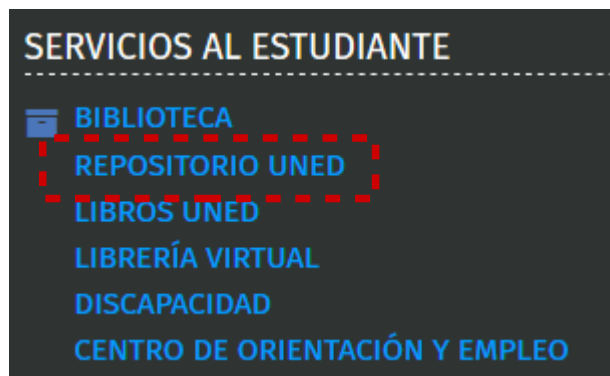 SERVICIOS AL ESTUDIANTE
BIBLIOTECA
REPOSITORIO UNED
LIBROS UNED
LIBRERÍA VIRTUAL
DISCAPACIDAD
CENTRO DE ORIENTACIÓN Y EMPLEO